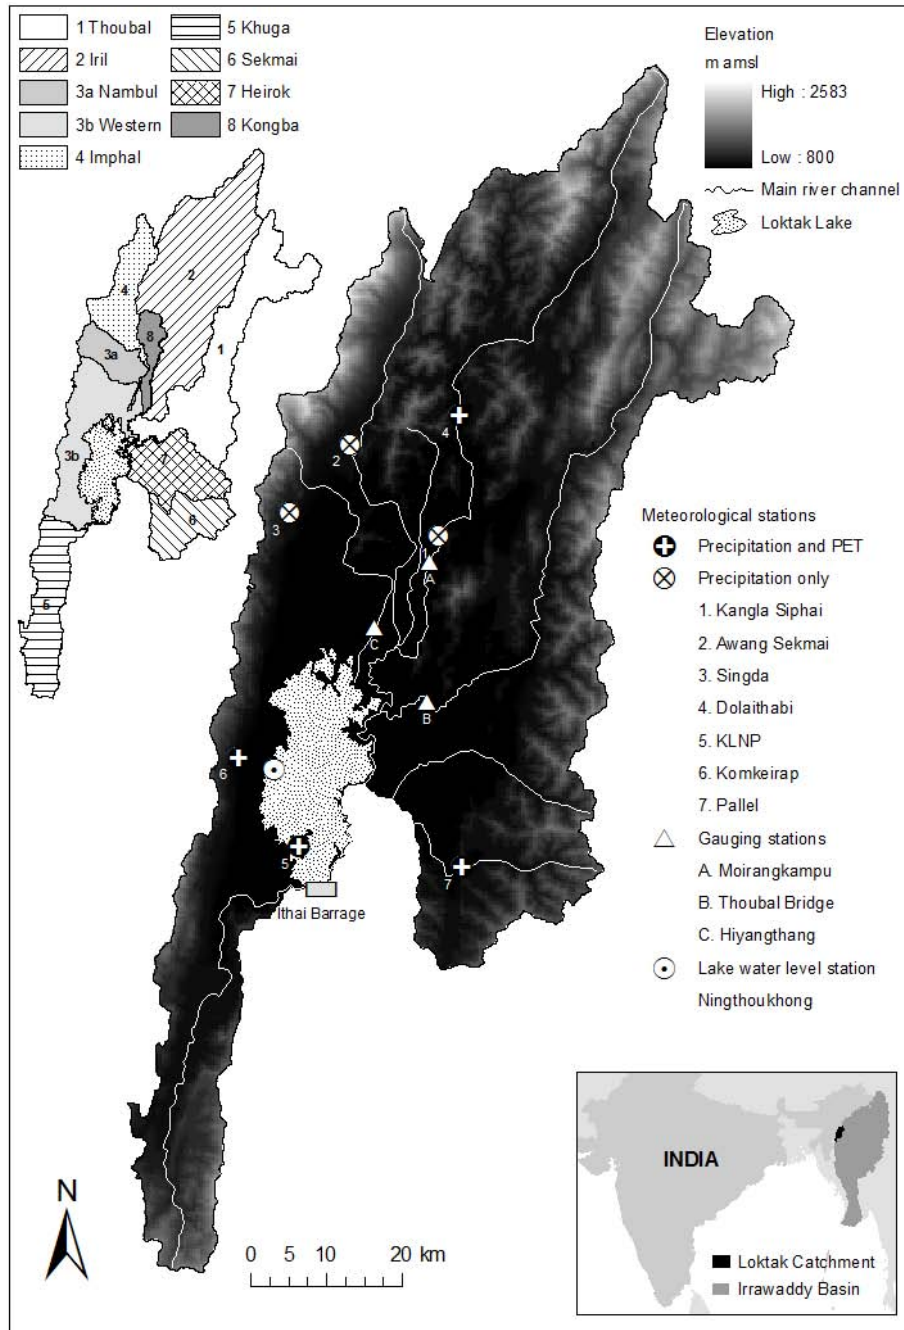 1 Thoubal
2 Iril
3a Nambul
3b Western
4 Imphal
5 Khuga
6 Sekmai
7 Heirok
8 Kongba
Elevation
m amsl
High : 2583
Low : 800
Main river channel
Loktak Lake
2
4
8
1
3a
3b
7
6
5
4
2
3
1
A
C
B
6
5
7
Ithai Barrage
Meteorological stations
Precipitation and PET
Precipitation only
1. Kangla Siphai
2. Awang Sekmai
3. Singda
4. Dolaithabi
5. KLNP
6. Komkeirap
7. Pallel
Gauging stations
A. Moirangkampu
B. Thoubal Bridge
C. Hiyangthang
Lake water level station
Ningthoukhong
N
0 5 10 20 km
INDIA
Loktak Catchment
Irrawaddy Basin